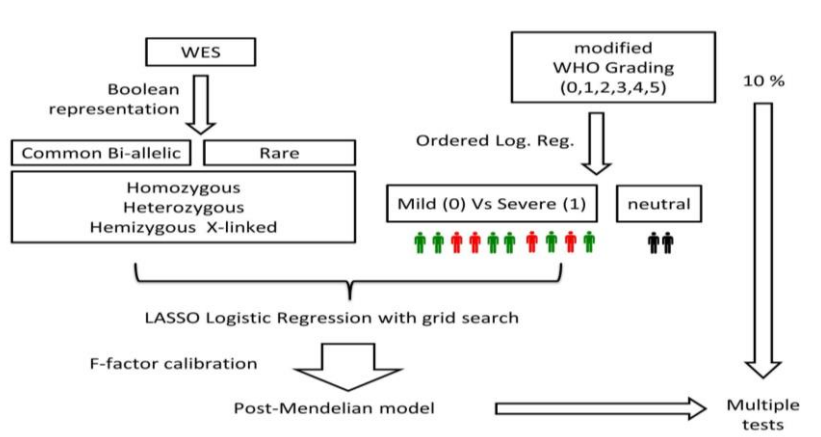 WES
modified
WHO Grading
(0,1,2,3,4,5)
10 %
Boolean
representation
Ordered Log. Reg.
Common Bi-allelic
Rare
Homozygous
Heterozygous
Hemizygous X-linked
Mild (0) Vs Severe (1)
neutral
LASSO Logistic Regression with grid search
F-factor calibration
Post-Mendelian model
Multiple
tests